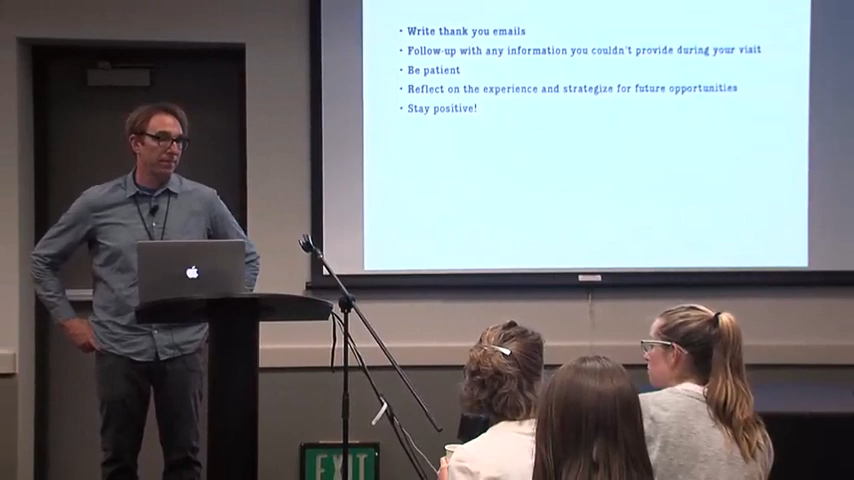 • Write thank you emails
• Follow-up with any information you couldn't provide during your visit
• Be patient
• Reflect on the experience and strategize for future opportunities
• Stay positive!
EXIT